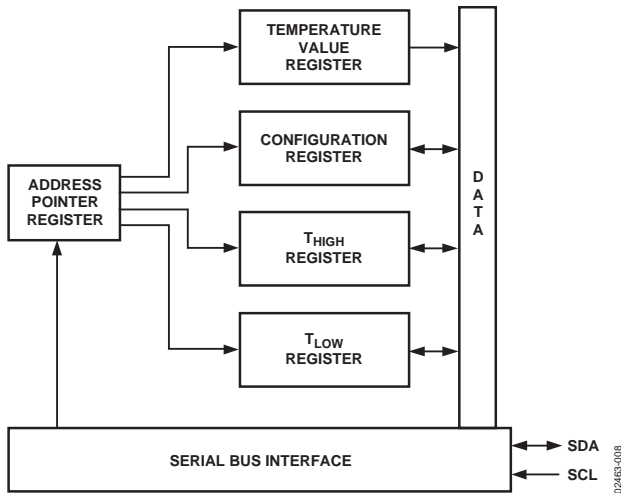 TEMPERATURE
VALUE
REGISTER
CONFIGURATION
REGISTER
ADDRESS
POINTER
REGISTER
DATA
THIGH
REGISTER
TLOW
REGISTER
SERIAL BUS INTERFACE
SDA
SCL
02463-008